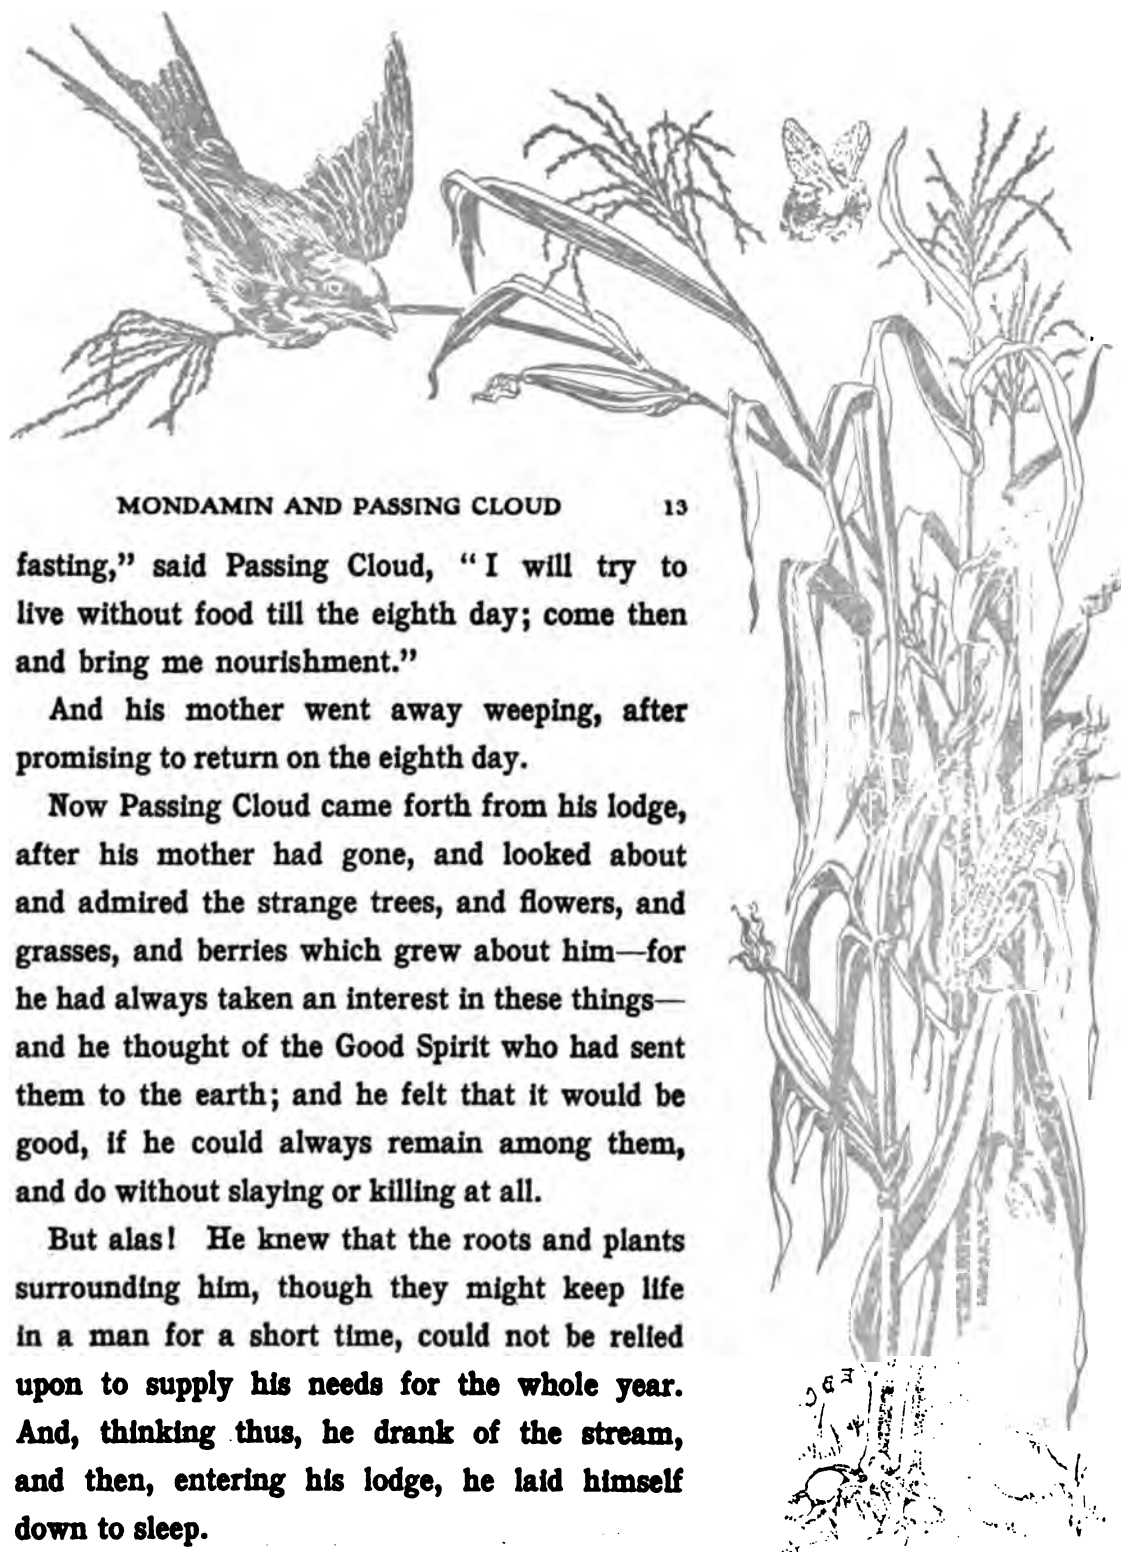 MONDAMIN AND PASSING CLOUD 13
fasting,” said Passing Cloud, “I will try to
live without food till the eighth day; come then
and bring me nourishment.”
And his mother went away weeping, after
promising to return on the eighth day.
Now Passing Cloud came forth from his lodge,
after his mother had gone, and looked about
and admired the strange trees, and flowers, and
grasses, and berries which grew about him—for
he had always taken an interest in these things—
and he thought of the Good Spirit who had sent
them to the earth; and he felt that it would be
good, if he could always remain among them,
and do without slaying or killing at all.
But alas! He knew that the roots and plants
surrounding him, though they might keep life
in a man for a short time, could not be relied
upon to supply his needs for the whole year.
And, thinking thus, he drank of the stream,
and then, entering his lodge, he laid himself
down to sleep.